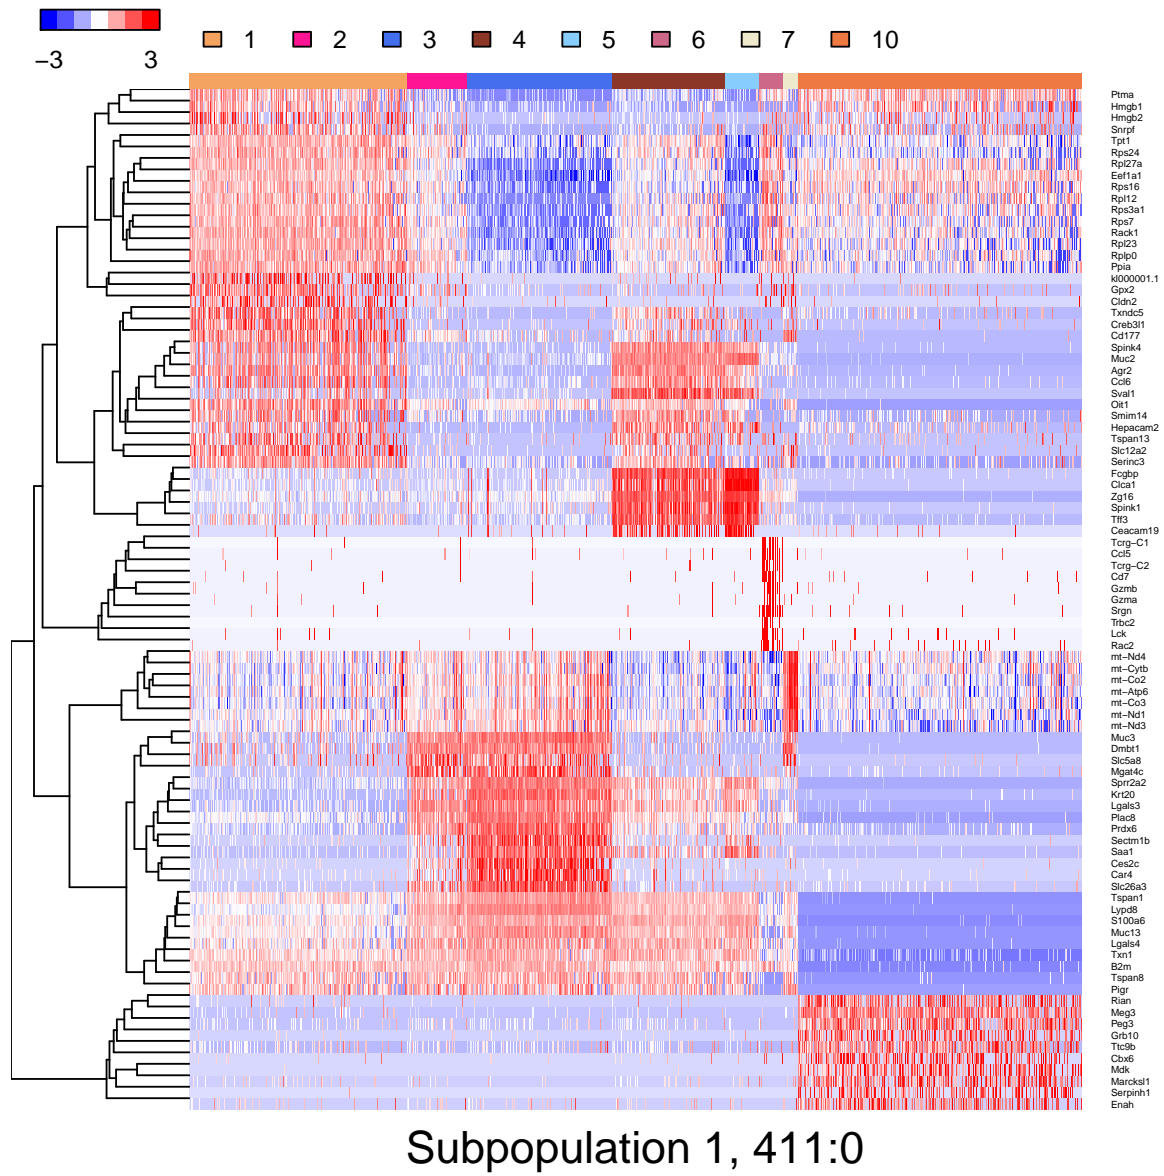 −3 3
1 2 3 4 5 6 7 10
Ptma
Hmgb1
Hmgb2
Snrpf
Tpt1
Rps24
Rpl27a
Eef1a1
Rps16
Rpl12
Rps3a1
Rps7
Rack1
Rpl23
Rplp0
Ppia
kl000001.1
Gpx2
Cldn2
Txndc5
Creb3l1
Cd177
Spink4
Muc2
Agr2
Ccl6
Sval1
Oit1
Smim14
Hepacam2
Tspan13
Slc12a2
Serinc3
Fcgbp
Clca1
Zg16
Spink1
Tff3
Ceacam19
Tcrg−C1
Ccl5
Tcrg−C2
Cd7
Gzmb
Gzma
Srgn
Trbc2
Lck
Rac2
mt−Nd4
mt−Cytb
mt−Co2
mt−Atp6
mt−Co3
mt−Nd1
mt−Nd3
Muc3
Dmbt1
Slc5a8
Mgat4c
Sprr2a2
Krt20
Lgals3
Plac8
Prdx6
Sectm1b
Saa1
Ces2c
Car4
Slc26a3
Tspan1
Lypd8
S100a6
Muc13
Lgals4
Txn1
B2m
Tspan8
Pigr
Rian
Meg3
Peg3
Grb10
Ttc9b
Cbx6
Mdk
Marcksl1
Serpinh1
Enah
Subpopulation 1, 411:0